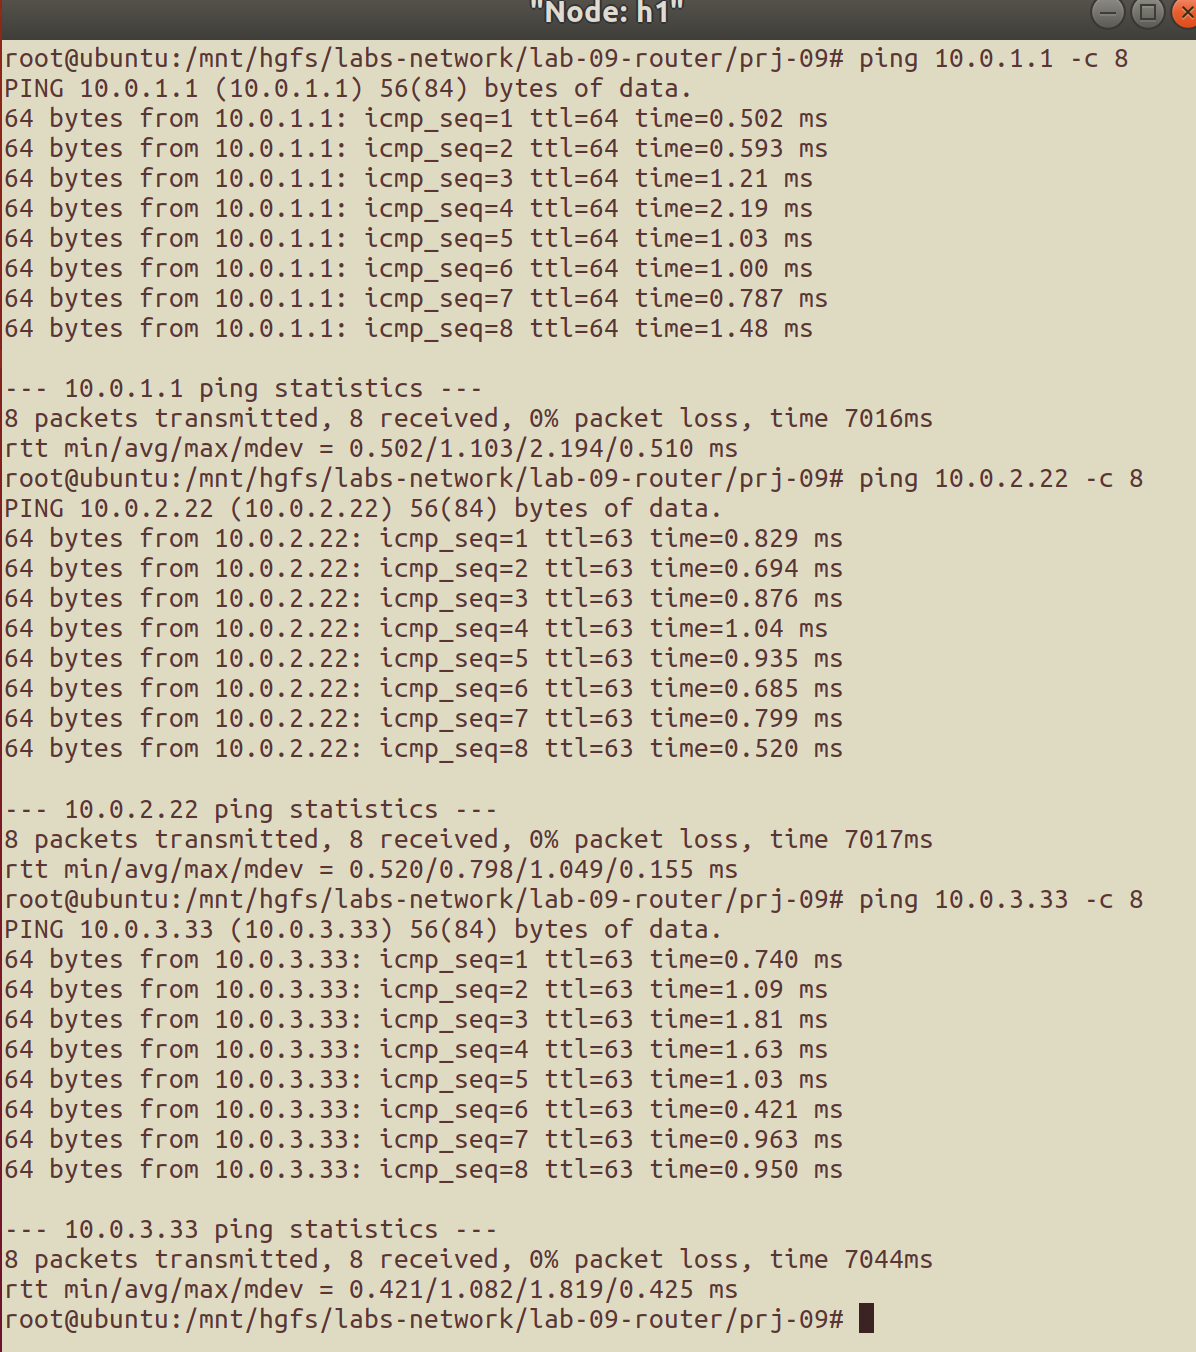 "Node: h1"
root@ubuntu:/mnt/hgfs/labs-network/lab-09-router/prj-09# ping 10.0.1.1 -c 8
PING 10.0.1.1 (10.0.1.1) 56(84) bytes of data.
64 bytes from 10.0.1.1: icmp_seq=1 ttl=64 time=0.502 ms
64 bytes from 10.0.1.1: icmp_seq=2 ttl=64 time=0.593 ms
64 bytes from 10.0.1.1: icmp_seq=3 ttl=64 time=1.21 ms
64 bytes from 10.0.1.1: icmp_seq=4 ttl=64 time=2.19 ms
64 bytes from 10.0.1.1: icmp_seq=5 ttl=64 time=1.03 ms
64 bytes from 10.0.1.1: icmp_seq=6 ttl=64 time=1.00 ms
64 bytes from 10.0.1.1: icmp_seq=7 ttl=64 time=0.787 ms
64 bytes from 10.0.1.1: icmp_seq=8 ttl=64 time=1.48 ms
--- 10.0.1.1 ping statistics ---
8 packets transmitted, 8 received, 0% packet loss, time 7016ms
rtt min/avg/max/mdev = 0.502/1.103/2.194/0.510 ms
root@ubuntu:/mnt/hgfs/labs-network/lab-09-router/prj-09# ping 10.0.2.22 -c 8
PING 10.0.2.22 (10.0.2.22) 56(84) bytes of data.
64 bytes from 10.0.2.22: icmp_seq=1 ttl=63 time=0.829 ms
64 bytes from 10.0.2.22: icmp_seq=2 ttl=63 time=0.694 ms
64 bytes from 10.0.2.22: icmp_seq=3 ttl=63 time=0.876 ms
64 bytes from 10.0.2.22: icmp_seq=4 ttl=63 time=1.04 ms
64 bytes from 10.0.2.22: icmp_seq=5 ttl=63 time=0.935 ms
64 bytes from 10.0.2.22: icmp_seq=6 ttl=63 time=0.685 ms
64 bytes from 10.0.2.22: icmp_seq=7 ttl=63 time=0.799 ms
64 bytes from 10.0.2.22: icmp_seq=8 ttl=63 time=0.520 ms
--- 10.0.2.22 ping statistics ---
8 packets transmitted, 8 received, 0% packet loss, time 7017ms
rtt min/avg/max/mdev = 0.520/0.798/1.049/0.155 ms
root@ubuntu:/mnt/hgfs/labs-network/lab-09-router/prj-09# ping 10.0.3.33 -c 8
PING 10.0.3.33 (10.0.3.33) 56(84) bytes of data.
64 bytes from 10.0.3.33: icmp_seq=1 ttl=63 time=0.740 ms
64 bytes from 10.0.3.33: icmp_seq=2 ttl=63 time=1.09 ms
64 bytes from 10.0.3.33: icmp_seq=3 ttl=63 time=1.81 ms
64 bytes from 10.0.3.33: icmp_seq=4 ttl=63 time=1.63 ms
64 bytes from 10.0.3.33: icmp_seq=5 ttl=63 time=1.03 ms
64 bytes from 10.0.3.33: icmp_seq=6 ttl=63 time=0.421 ms
64 bytes from 10.0.3.33: icmp_seq=7 ttl=63 time=0.963 ms
64 bytes from 10.0.3.33: icmp_seq=8 ttl=63 time=0.950 ms
--- 10.0.3.33 ping statistics ---
8 packets transmitted, 8 received, 0% packet loss, time 7044ms
rtt min/avg/max/mdev = 0.421/1.082/1.819/0.425 ms
root@ubuntu:/mnt/hgfs/labs-network/lab-09-router/prj-09#